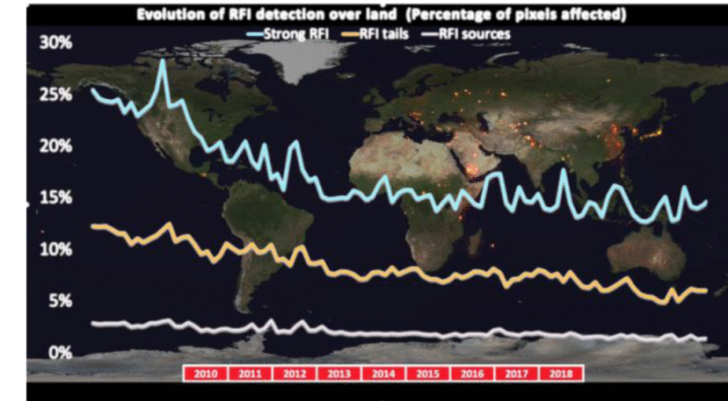 Evolution of RFI detection over land (Percentage of pixels affected)
Strong RFI RFI tails RFI sources
30%
25%
20%
15%
10%
5%
0%
2010 2011 2012 2013 2014 2015 2016 2017 2018